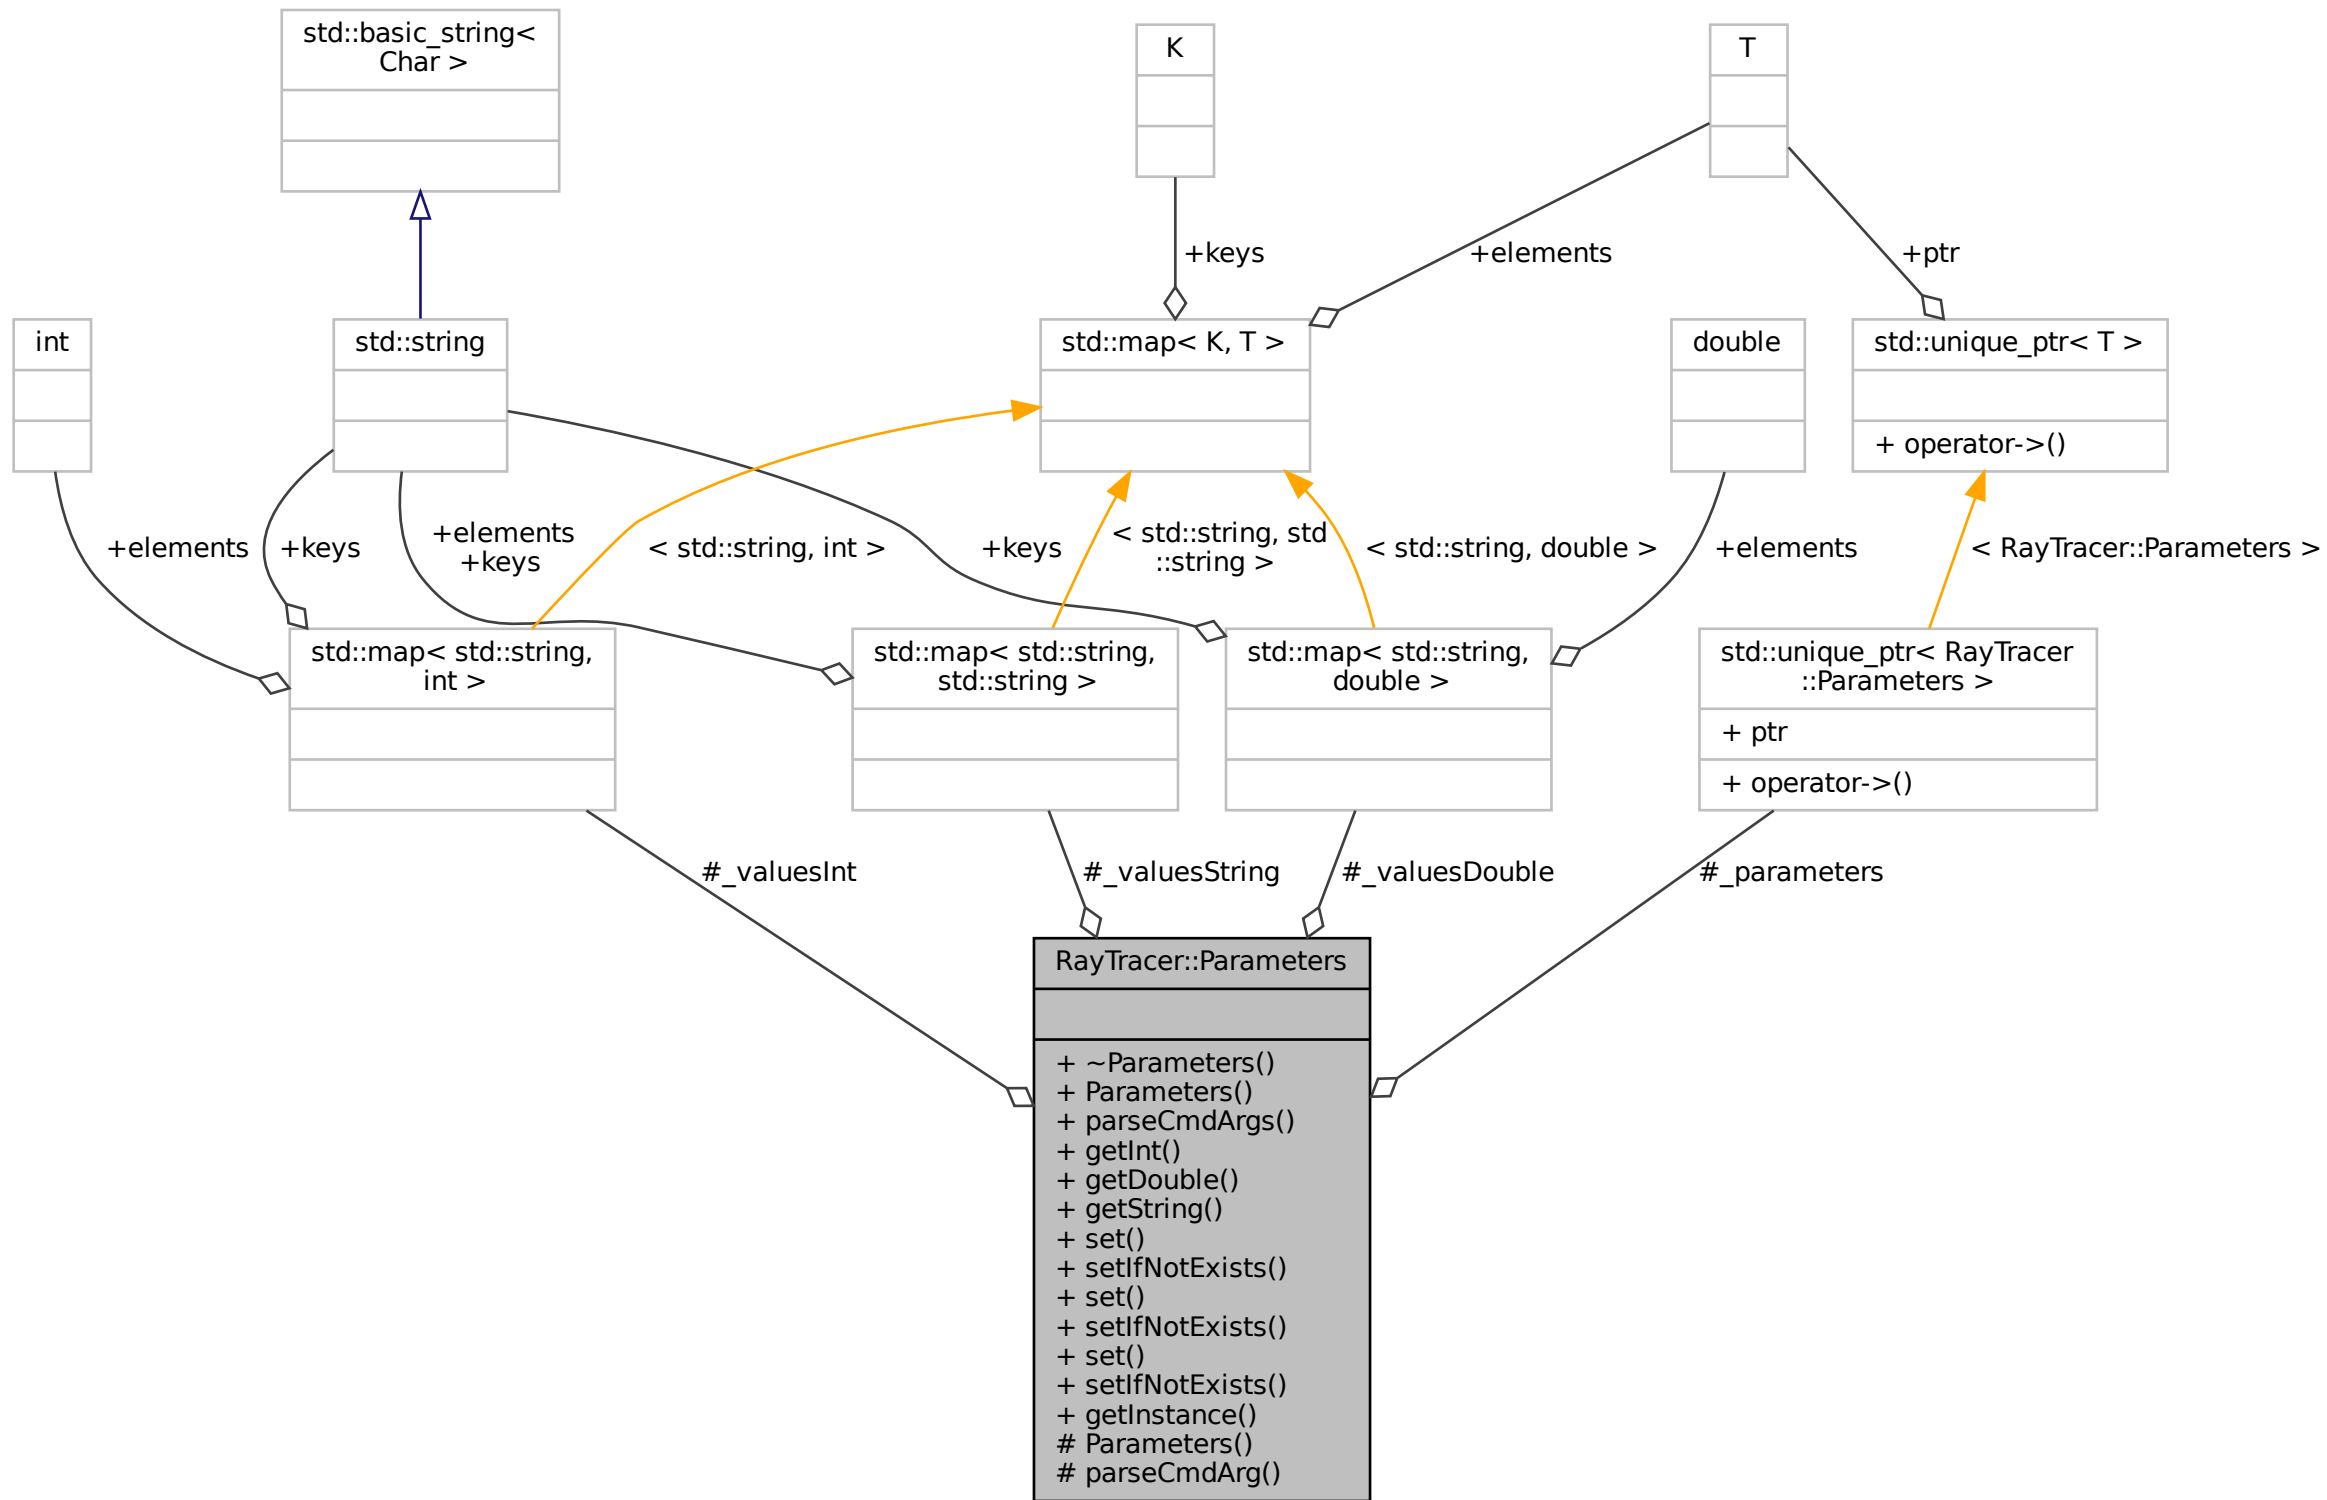 std::basic_string<
Char >
K
T
+keys
+elements
+ptr
int
std::string
std::map< K, T >
double
std::unique_ptr< T >
+ operator->()
+elements
+keys
+elements
+keys
< std::string, int >
+keys
< std::string, std
::string >
< std::string, double >
+elements
< RayTracer::Parameters >
std::map< std::string,
int >
std::map< std::string,
std::string >
std::map< std::string,
double >
std::unique_ptr< RayTracer
::Parameters >
+ ptr
+ operator->()
#_valuesInt
#_valuesString
#_valuesDouble
#_parameters
RayTracer::Parameters
+ ~Parameters()
+ Parameters()
+ parseCmdArgs()
+ getInt()
+ getDouble()
+ getString()
+ set()
+ setIfNotExists()
+ set()
+ setIfNotExists()
+ set()
+ setIfNotExists()
+ getInstance()
# Parameters()
# parseCmdArg()